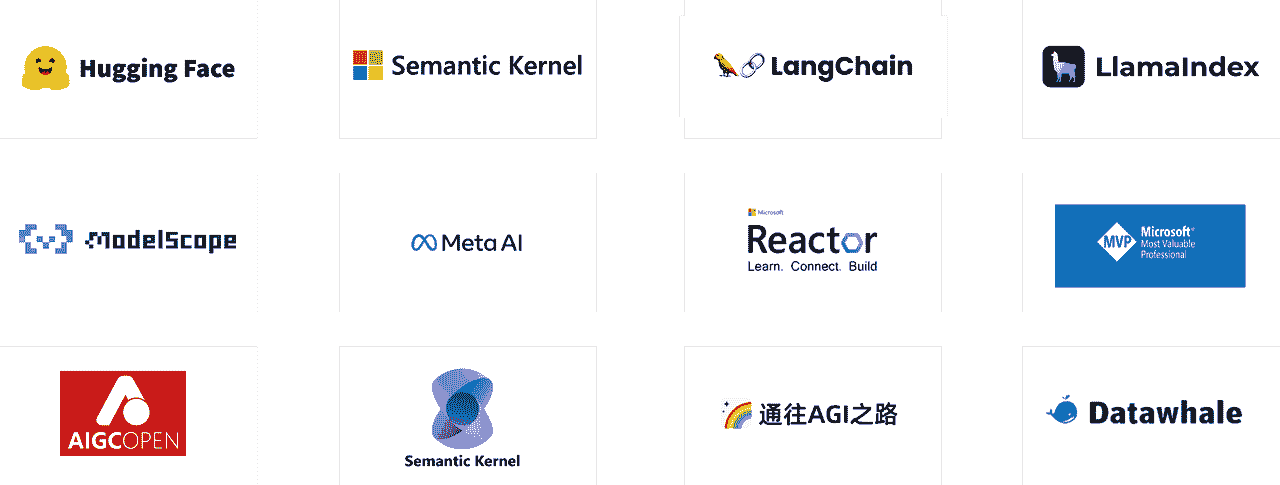 Hugging Face
Semantic Kernel
LangChain
LlamaIndex
ModelScope
Meta AI
Microsoft
Reactor
Learn. Connect. Build
MVP
Microsoft®
Most Valuable
Professional
AIGCOPEN
Semantic Kernel
通往AGI之路
Datawhale